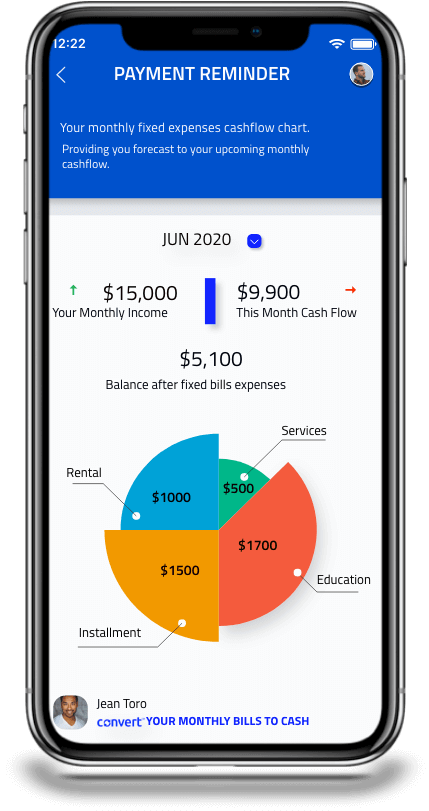 12:22
PAYMENT REMINDER
Your monthly fixed expenses cashflow chart.
Providing you forecast to your upcoming monthly
cashflow.
JUN 2020
$15,000 $9,900
Your Monthly Income This Month Cash Flow
$5,100
Balance after fixed bills expenses
Services
Rental
$500
$1000
$1700
$1500
Education
Installment
Jean Toro
convert YOUR MONTHLY BILLS TO CASH